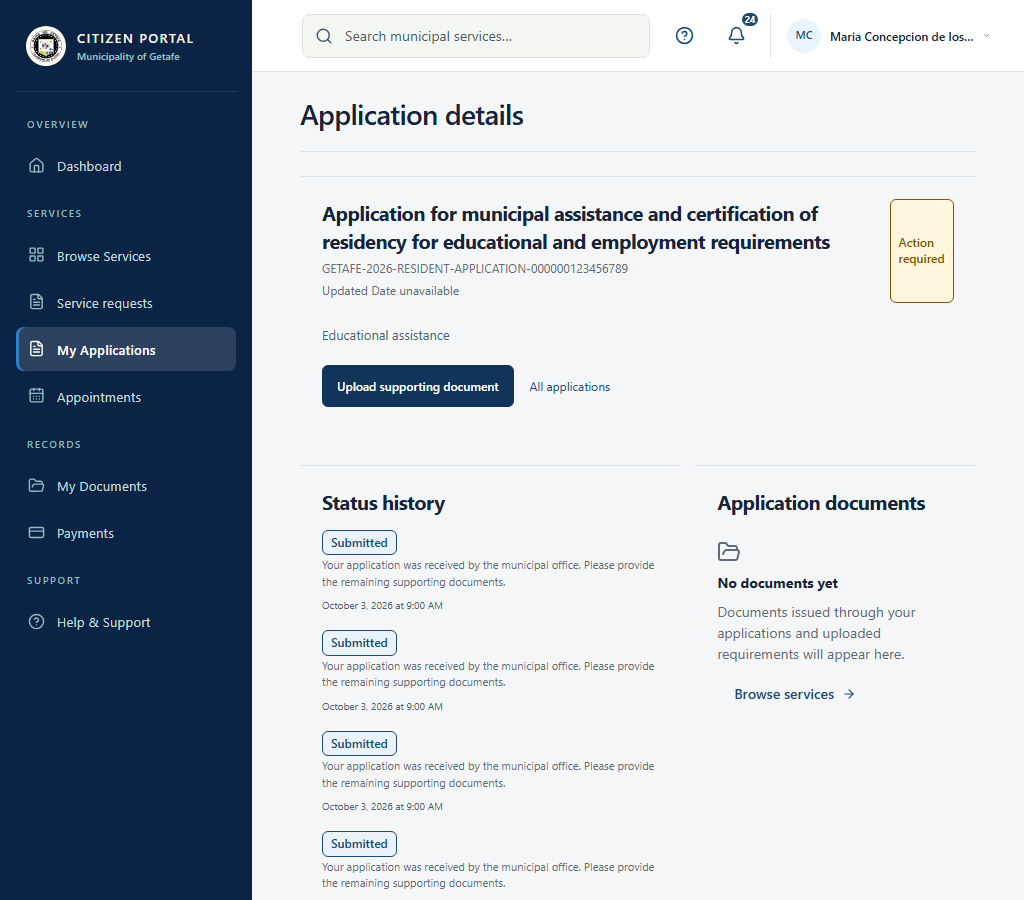 CITIZEN PORTAL
Municipality of Getafe
OVERVIEW
Dashboard
SERVICES
Browse Services
Service requests
My Applications
Appointments
RECORDS
My Documents
Payments
SUPPORT
Help & Support
Search municipal services...
24
MC
Maria Concepcion de los...
Application details
Application for municipal assistance and certification of
residency for educational and employment requirements
GETAFE-2026-RESIDENT-APPLICATION-000000123456789
Updated Date unavailable
Action
required
Educational assistance
Upload supporting document
All applications
Status history
Submitted
Your application was received by the municipal office. Please provide
the remaining supporting documents.
October 3, 2026 at 9:00 AM
Submitted
Your application was received by the municipal office. Please provide
the remaining supporting documents.
October 3, 2026 at 9:00 AM
Submitted
Your application was received by the municipal office. Please provide
the remaining supporting documents.
October 3, 2026 at 9:00 AM
Submitted
Your application was received by the municipal office. Please provide
the remaining supporting documents.
Application documents
No documents yet
Documents issued through your
applications and uploaded
requirements will appear here.
Browse services